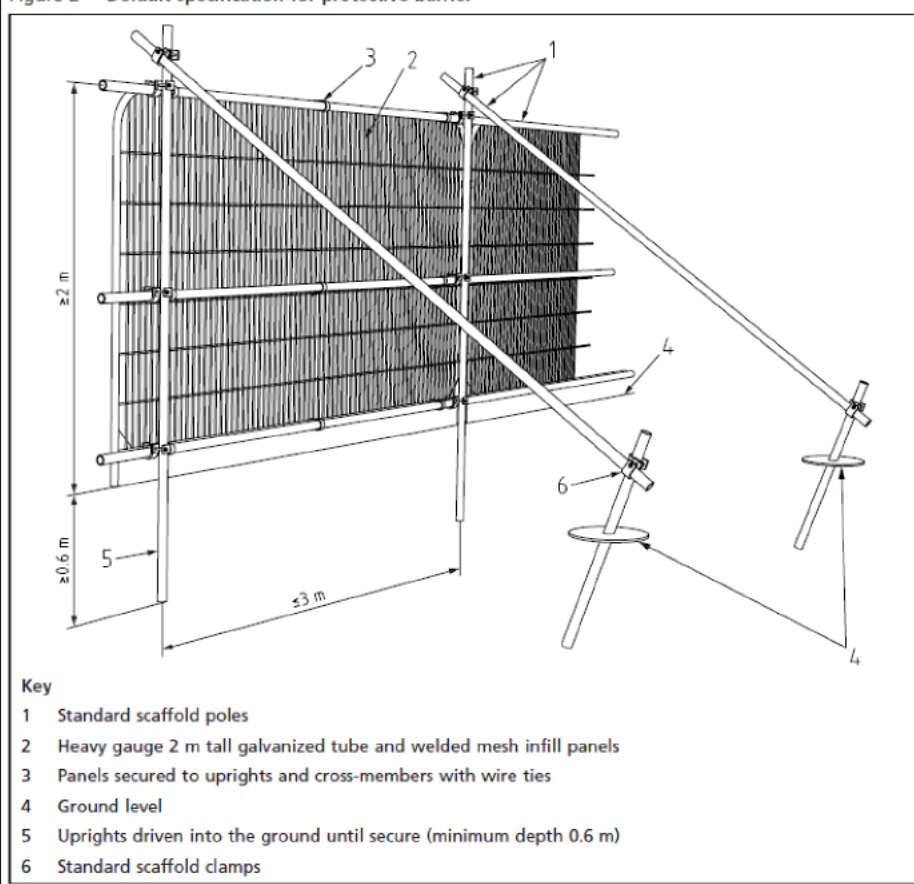 Figure 2 Default specification for protective barrier
3
2
1
≥2 m
4
6
5
≥0.6 m
≤3 m
4
Key
1 Standard scaffold poles
2 Heavy gauge 2 m tall galvanized tube and welded mesh infill panels
3 Panels secured to uprights and cross-members with wire ties
4 Ground level
5 Uprights driven into the ground until secure (minimum depth 0.6 m)
6 Standard scaffold clamps